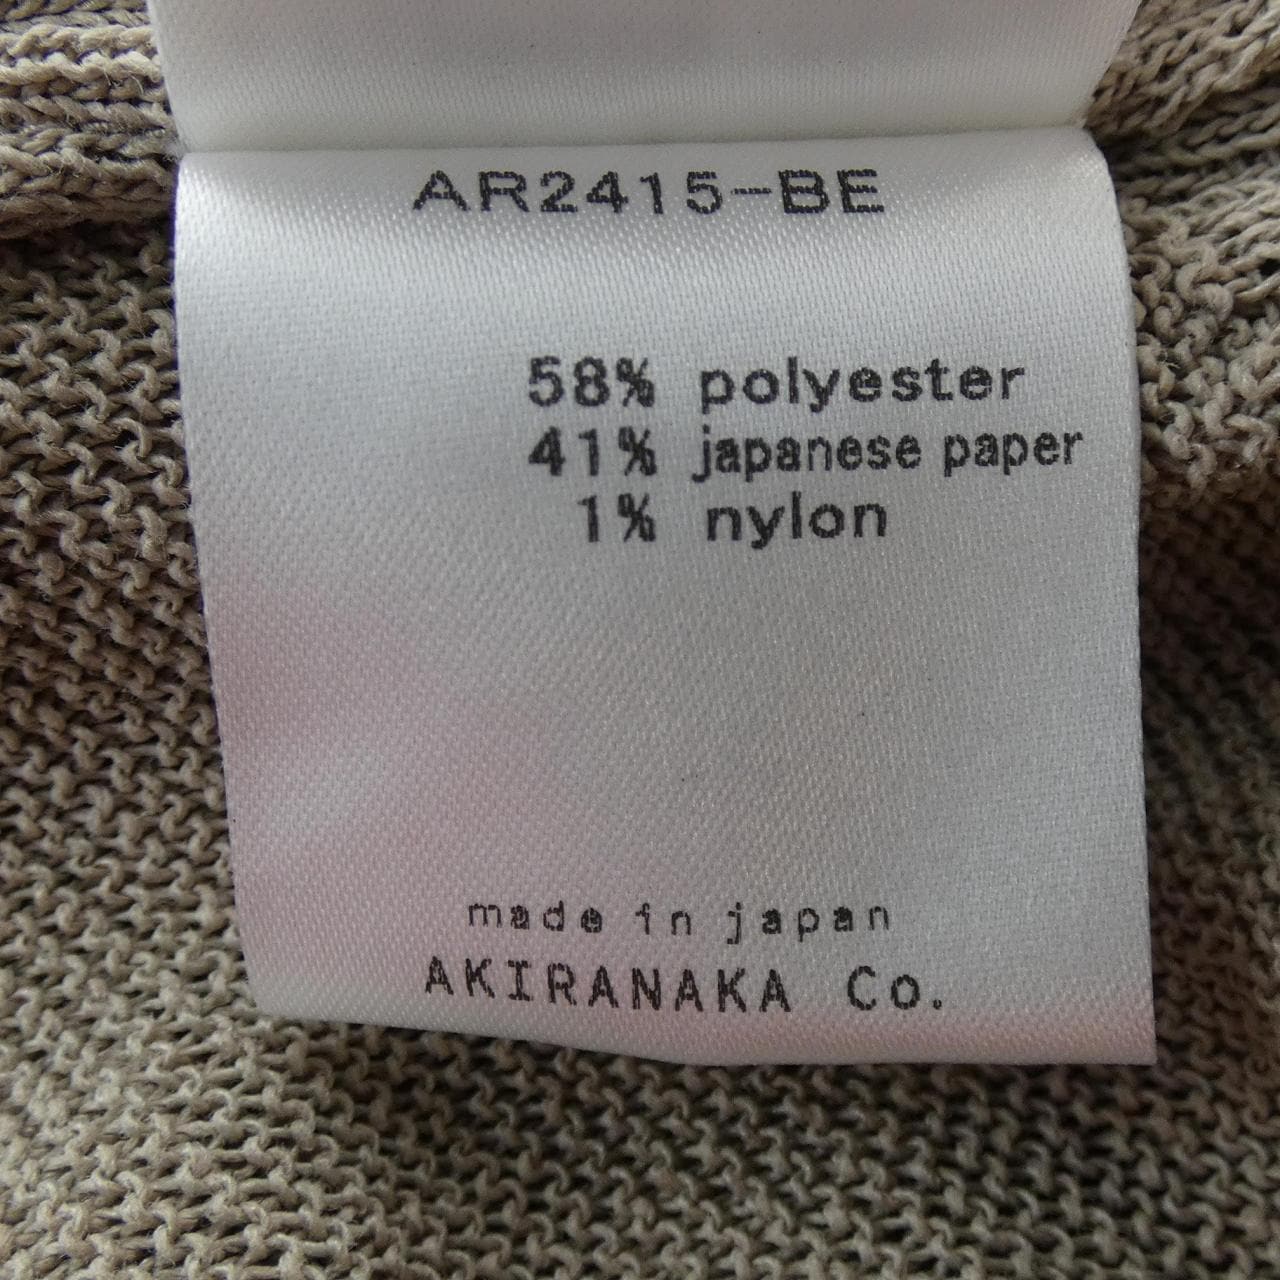 AR2415-BE
58% polyester
41% japanese paper
1% nylon
made in japan
AKIRANAKA Co.